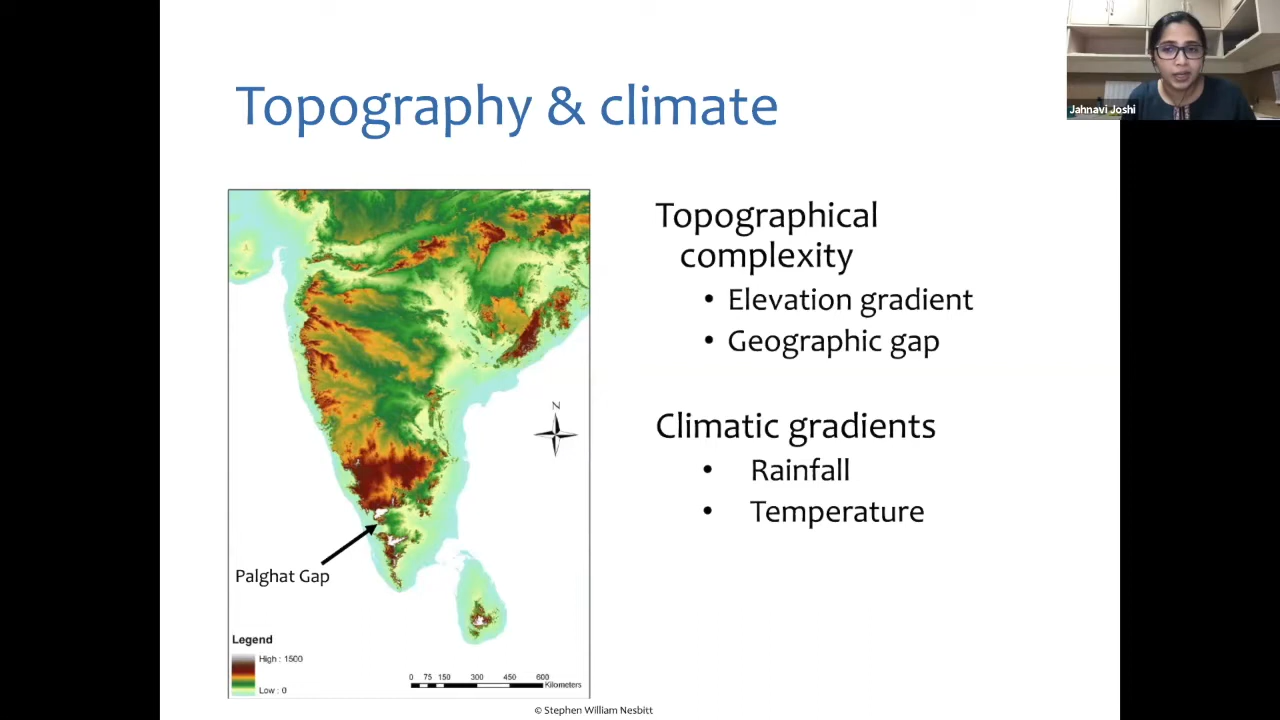 Topography & climate
Jahnavi Joshi
Topographical
complexity
• Elevation gradient
• Geographic gap
Climatic gradients
• Rainfall
• Temperature
N
Palghat Gap
Legend
High : 1500
Low : 0
0 75 150 300 450 600
Kilometers
© Stephen William Nesbitt